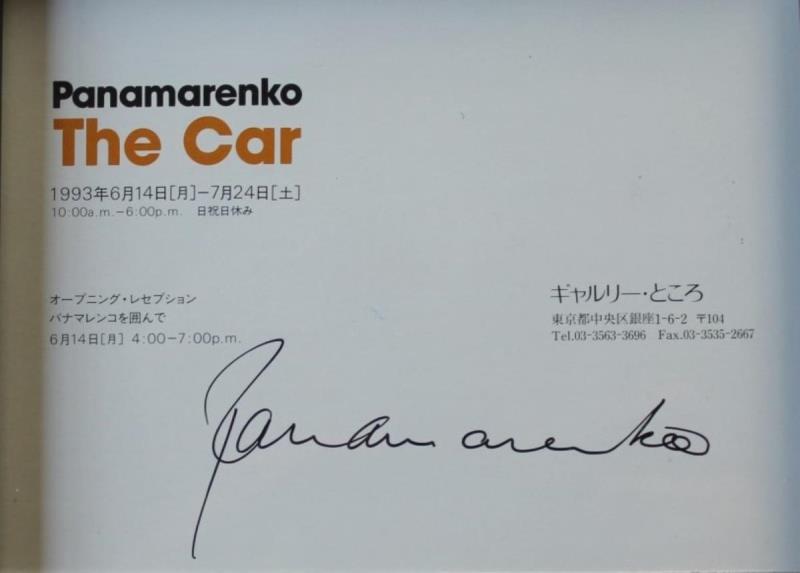 Panamarenko
The Car
1993年6月14日[月]−7月24日[土]
10:00a.m.−6:00p.m. 日祝日休み
オープニング・レセプション
パナマレンコを囲んで
6月14日[月] 4:00−7:00p.m.
ギャルリー・ところ
東京都中央区銀座1-6-2 〒104
Tel.03-3563-3696 Fax.03-3535-2667
Panamarenko